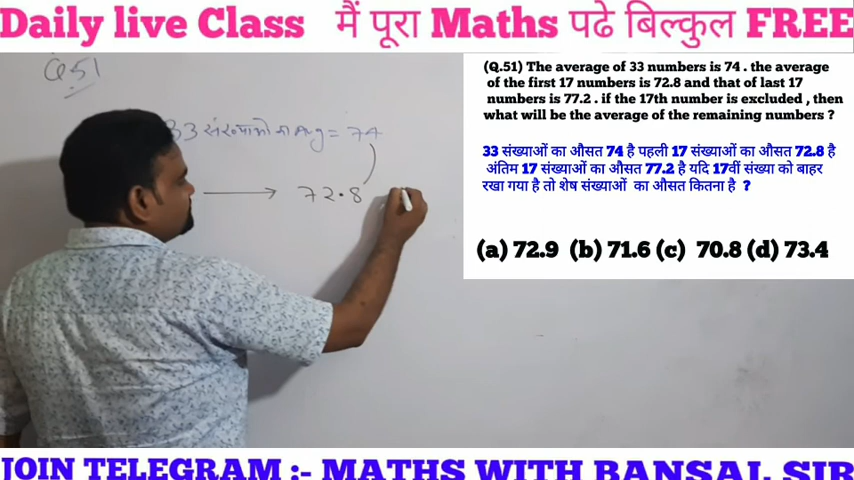 Daily live Class मैं पूरा Maths पढे बिल्कुल FREE
Q.51
33 संख्याओं का Avg = 74
72.8
(Q.51) The average of 33 numbers is 74 . the average
of the first 17 numbers is 72.8 and that of last 17
numbers is 77.2 . if the 17th number is excluded , then
what will be the average of the remaining numbers ?
33 संख्याओं का औसत 74 है पहली 17 संख्याओं का औसत 72.8 है
अंतिम 17 संख्याओं का औसत 77.2 है यदि 17वीं संख्या को बाहर
रखा गया है तो शेष संख्याओं का औसत कितना है ?
(a) 72.9 (b) 71.6 (c) 70.8 (d) 73.4
JOIN TELEGRAM :- MATHS WITH BANSAL SIR